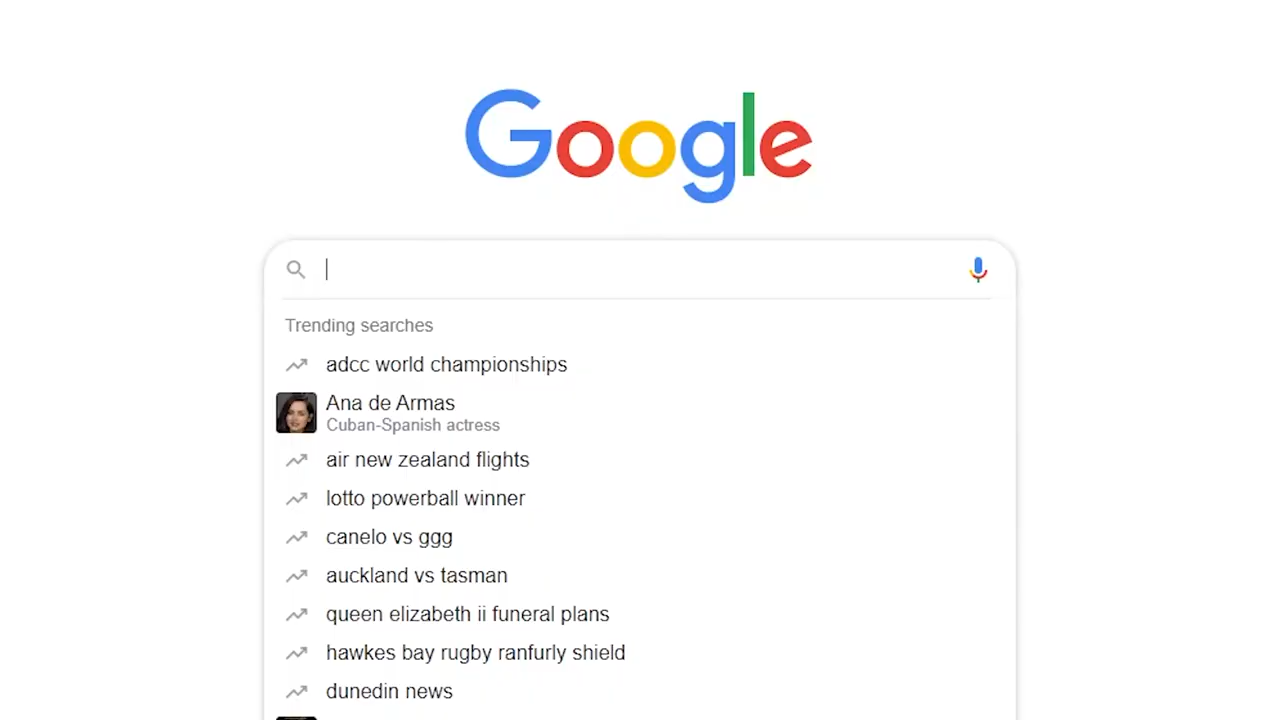 Google
Trending searches
adcc world championships
Ana de Armas
Cuban-Spanish actress
air new zealand flights
lotto powerball winner
canelo vs ggg
auckland vs tasman
queen elizabeth ii funeral plans
hawkes bay rugby ranfurly shield
dunedin news